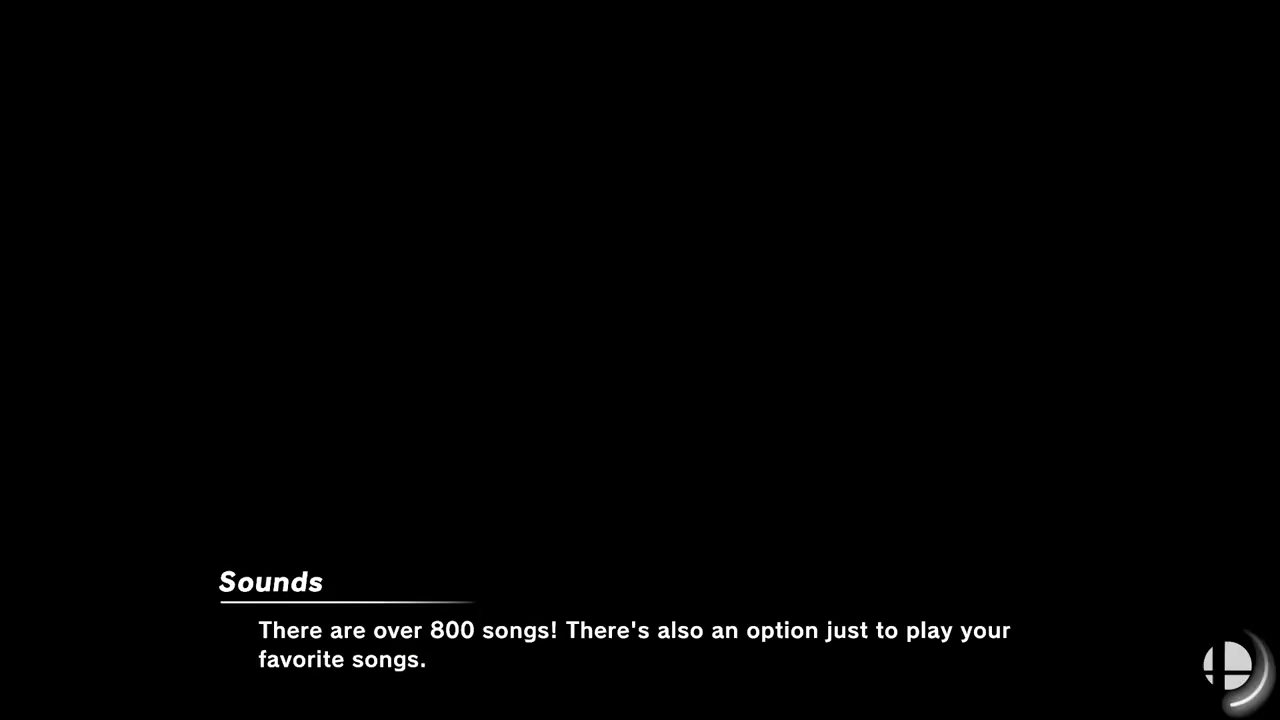 Sounds
There are over 800 songs! There's also an option just to play your
favorite songs.